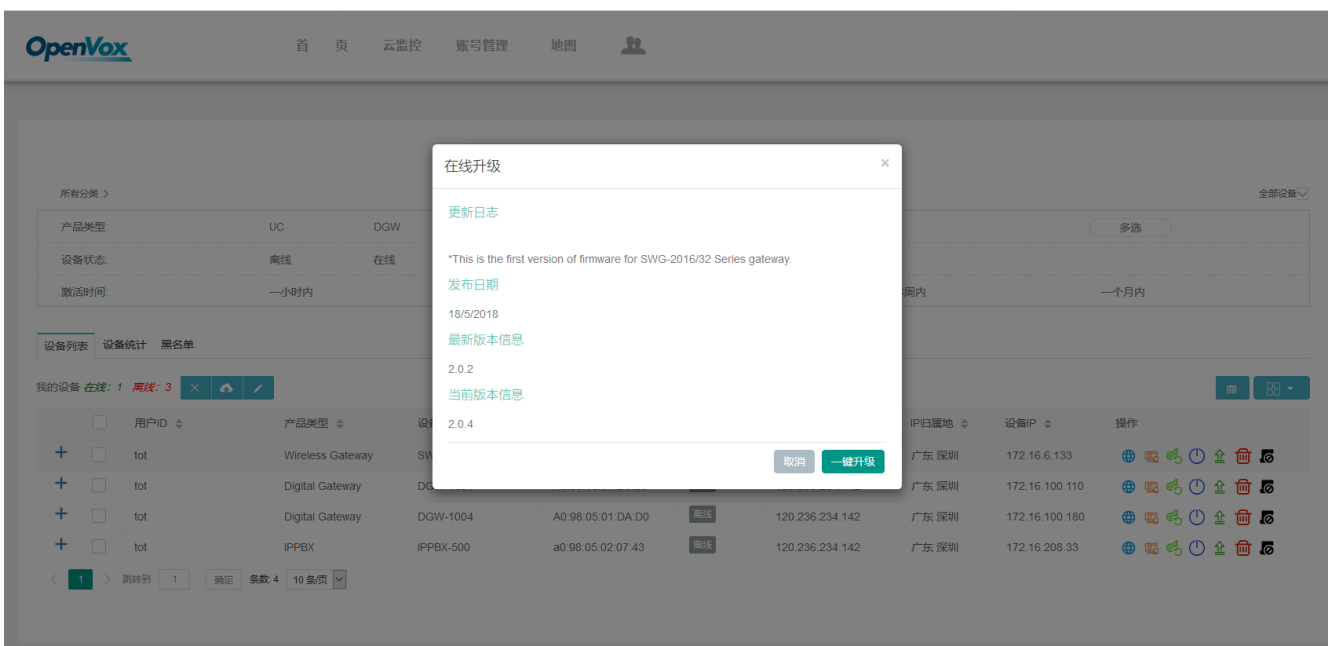 OpenVox
首 页 云监控 账号管理 地图
在线升级 ×
更新日志
*This is the first version of firmware for SWG-2016/32 Series gateway.
发布日期
18/5/2018
最新版本信息
2.0.2
当前版本信息
2.0.4
取消 一键升级
所有分类 > 全部设备
产品类型: UC DGW 多选
设备状态: 离线 在线
激活时间: 一小时内 周内 一个月内
设备列表 设备统计 黑名单
我的设备 在线: 1 离线: 3
用户ID 产品类型 IP归属地 设备IP 操作
tot Wireless Gateway SW 广东 深圳 172.16.6.133
tot Digital Gateway 广东 深圳 172.16.100.110
tot Digital Gateway DGW-1004 A0:98:05:01:DA:D0 离线 120.236.234.142 广东 深圳 172.16.100.180
tot IPPBX IPPBX-500 a0:98:05:02:07:43 离线 120.236.234.142 广东 深圳 172.16.208.33
< 1 > 跳转到 1 确定 条数: 4 10 条/页